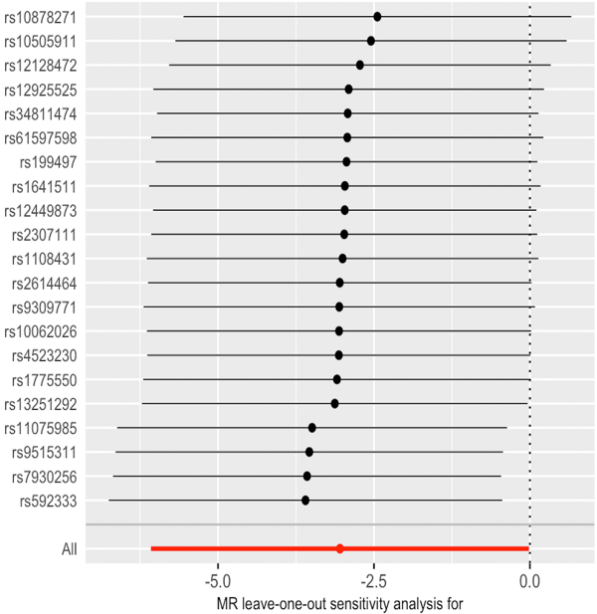 rs10878271
rs10505911
rs12128472
rs12925525
rs34811474
rs61597598
rs199497
rs1641511
rs12449873
rs2307111
rs1108431
rs2614464
rs9309771
rs10062026
rs4523230
rs1775550
rs13251292
rs11075985
rs9515311
rs7930256
rs592333
All
-5.0 -2.5 0.0
MR leave-one-out sensitivity analysis for